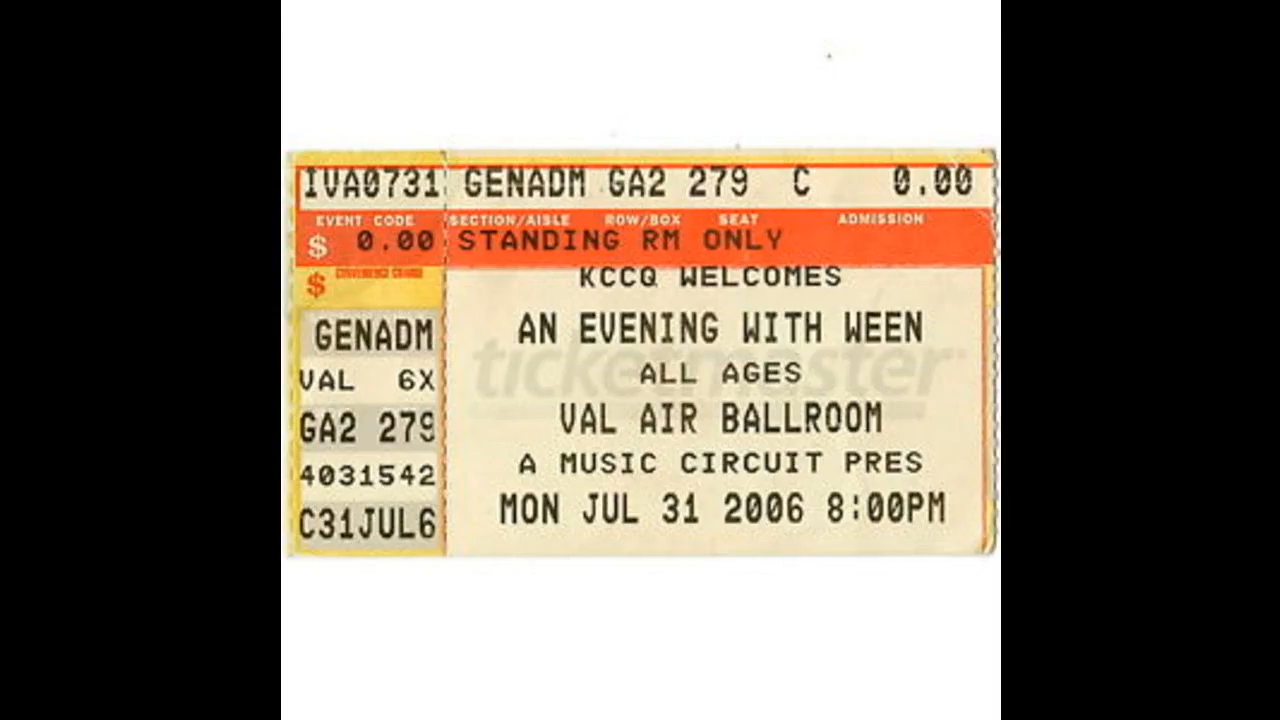 IVA0731 GENADM GA2 279 C 0.00
EVENT CODE SECTION/AISLE ROW/BOX SEAT ADMISSION
$ 0.00 STANDING RM ONLY
$ CONVENIENCE CHARGE
KCCQ WELCOMES
GENADM AN EVENING WITH WEEN
ticketmaster
VAL 6X ALL AGES
GA2 279 VAL AIR BALLROOM
4031542 A MUSIC CIRCUIT PRES
C31JUL6 MON JUL 31 2006 8:00PM